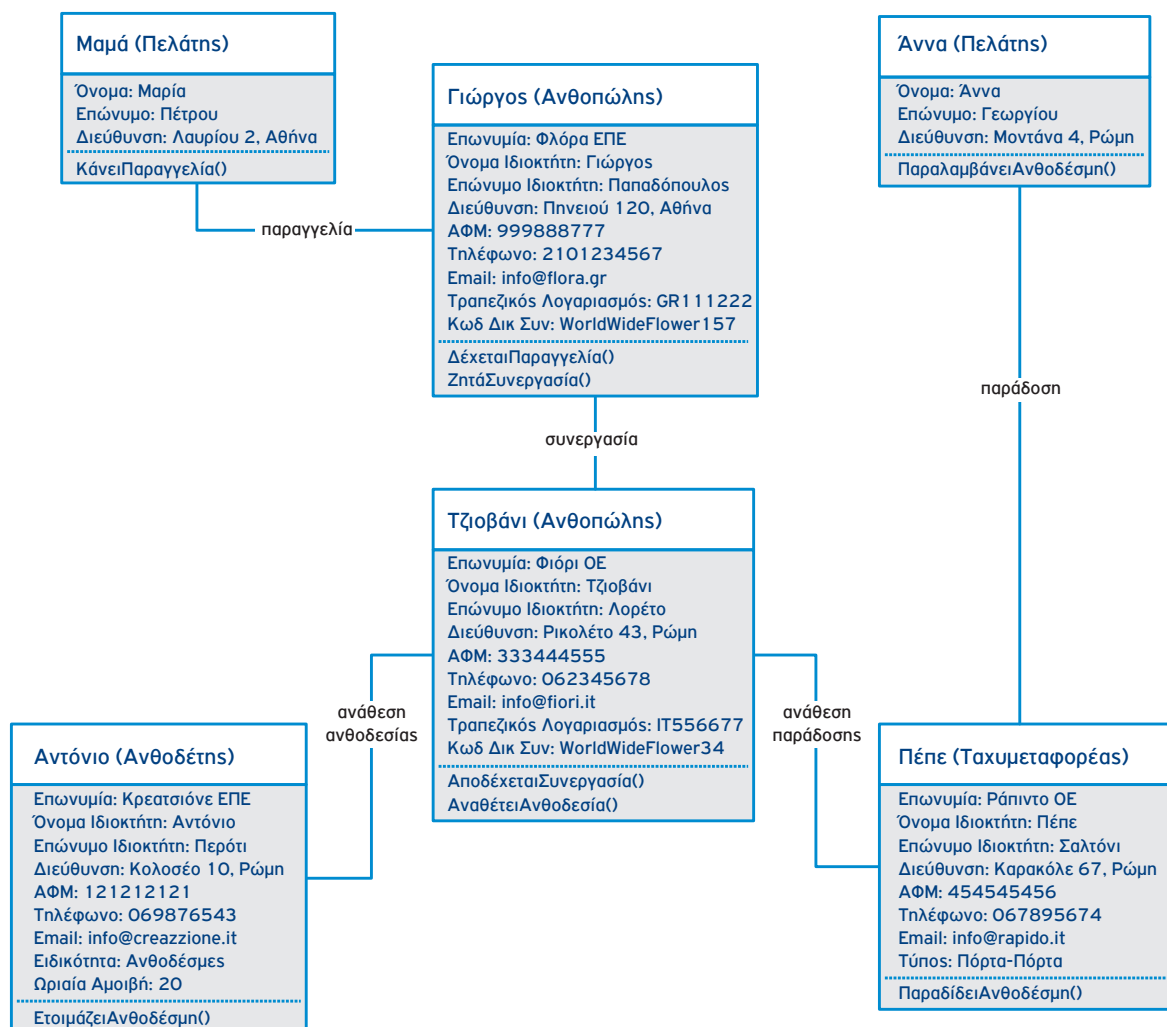 Μαμά (Πελάτης)
Όνομα: Μαρία
Επώνυμο: Πέτρου
Διεύθυνση: Λαυρίου 2, Αθήνα
ΚάνειΠαραγγελία()
παραγγελία
Γιώργος (Ανθοπώλης)
Επωνυμία: Φλόρα ΕΠΕ
Όνομα Ιδιοκτήτη: Γιώργος
Επώνυμο Ιδιοκτήτη: Παπαδόπουλος
Διεύθυνση: Πηνειού 120, Αθήνα
ΑΦΜ: 999888777
Τηλέφωνο: 2101234567
Email: info@flora.gr
Τραπεζικός Λογαριασμός: GR111222
Κωδ Δικ Συν: WorldWideFlower157
ΔέχεταιΠαραγγελία()
ΖητάΣυνεργασία()
Άννα (Πελάτης)
Όνομα: Άννα
Επώνυμο: Γεωργίου
Διεύθυνση: Μοντάνα 4, Ρώμη
ΠαραλαμβάνειΑνθοδέσμη()
παράδοση
συνεργασία
Τζιοβάνι (Ανθοπώλης)
Επωνυμία: Φιόρι ΟΕ
Όνομα Ιδιοκτήτη: Τζιοβάνι
Επώνυμο Ιδιοκτήτη: Λορέτο
Διεύθυνση: Ρικολέτο 43, Ρώμη
ΑΦΜ: 333444555
Τηλέφωνο: 062345678
Email: info@fiori.it
Τραπεζικός Λογαριασμός: IT556677
Κωδ Δικ Συν: WorldWideFlower34
ΑποδέχεταιΣυνεργασία()
ΑναθέτειΑνθοδεσία()
ανάθεση
ανθοδεσίας
ανάθεση
παράδοσης
Αντόνιο (Ανθοδέτης)
Επωνυμία: Κρεατσιόνε ΕΠΕ
Όνομα Ιδιοκτήτη: Αντόνιο
Επώνυμο Ιδιοκτήτη: Περότι
Διεύθυνση: Κολοσέο 10, Ρώμη
ΑΦΜ: 121212121
Τηλέφωνο: 069876543
Email: info@creazzione.it
Ειδικότητα: Ανθοδέσμες
Ωριαία Αμοιβή: 20
ΕτοιμάζειΑνθοδέσμη()
Πέπε (Ταχυμεταφορέας)
Επωνυμία: Ράπιντο ΟΕ
Όνομα Ιδιοκτήτη: Πέπε
Επώνυμο Ιδιοκτήτη: Σαλτόνι
Διεύθυνση: Καρακόλε 67, Ρώμη
ΑΦΜ: 454545456
Τηλέφωνο: 067895674
Email: info@rapido.it
Τύπος: Πόρτα-Πόρτα
ΠαραδίδειΑνθοδέσμη()